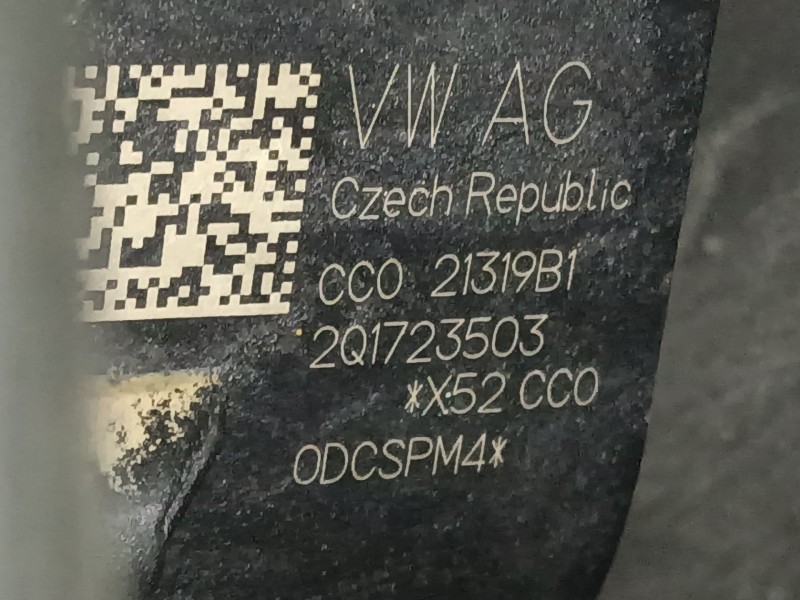 VW AG
Czech Republic
CC0 21319B1
2Q1723503
*X52 CC0
0DCSPM4*